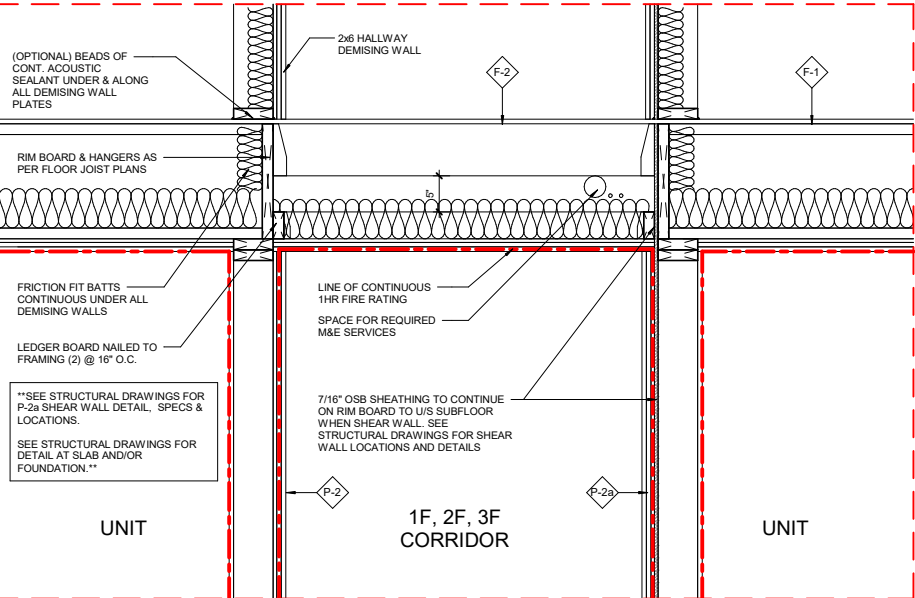 (OPTIONAL) BEADS OF
CONT. ACOUSTIC
SEALANT UNDER & ALONG
ALL DEMISING WALL
PLATES
2x6 HALLWAY
DEMISING WALL
F-2
F-1
RIM BOARD & HANGERS AS
PER FLOOR JOIST PLANS
FRICTION FIT BATTS
CONTINUOUS UNDER ALL
DEMISING WALLS
LINE OF CONTINUOUS
1HR FIRE RATING
SPACE FOR REQUIRED
M&E SERVICES
LEDGER BOARD NAILED TO
FRAMING (2) @ 16" O.C.
**SEE STRUCTURAL DRAWINGS FOR
P-2a SHEAR WALL DETAIL, SPECS &
LOCATIONS.
SEE STRUCTURAL DRAWINGS FOR
DETAIL AT SLAB AND/OR
FOUNDATION.**
7/16" OSB SHEATHING TO CONTINUE
ON RIM BOARD TO U/S SUBFLOOR
WHEN SHEAR WALL. SEE
STRUCTURAL DRAWINGS FOR SHEAR
WALL LOCATIONS AND DETAILS
P-2
P-2a
UNIT
1F, 2F, 3F
CORRIDOR
UNIT